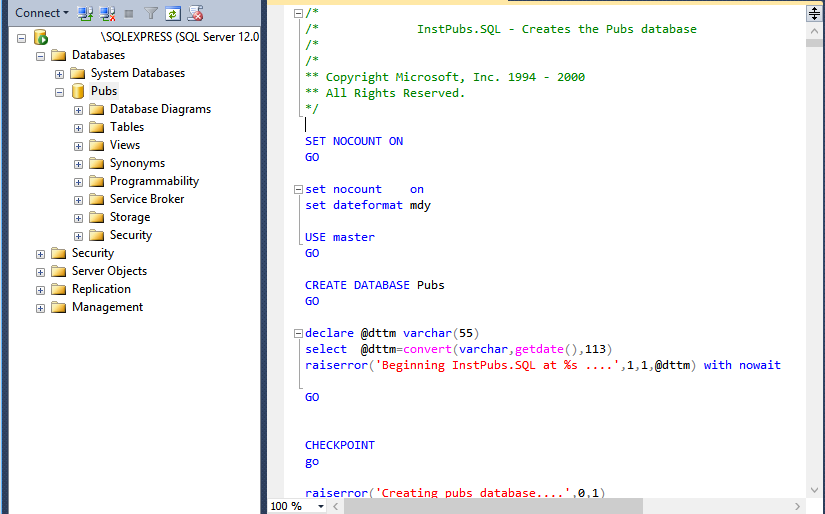 Connect
\SQLEXPRESS (SQL Server 12.0
Databases
System Databases
Pubs
Database Diagrams
Tables
Views
Synonyms
Programmability
Service Broker
Storage
Security
Security
Server Objects
Replication
Management
/*
/*              InstPubs.SQL - Creates the Pubs database
/*
/*
** Copyright Microsoft, Inc. 1994 - 2000
** All Rights Reserved.
*/
SET NOCOUNT ON
GO
set nocount    on
set dateformat mdy
USE master
GO
CREATE DATABASE Pubs
GO
declare @dttm varchar(55)
select  @dttm=convert(varchar,getdate(),113)
raiserror('Beginning InstPubs.SQL at %s ....',1,1,@dttm) with nowait
GO
CHECKPOINT
go
raiserror('Creating pubs database....',0,1)
100 %